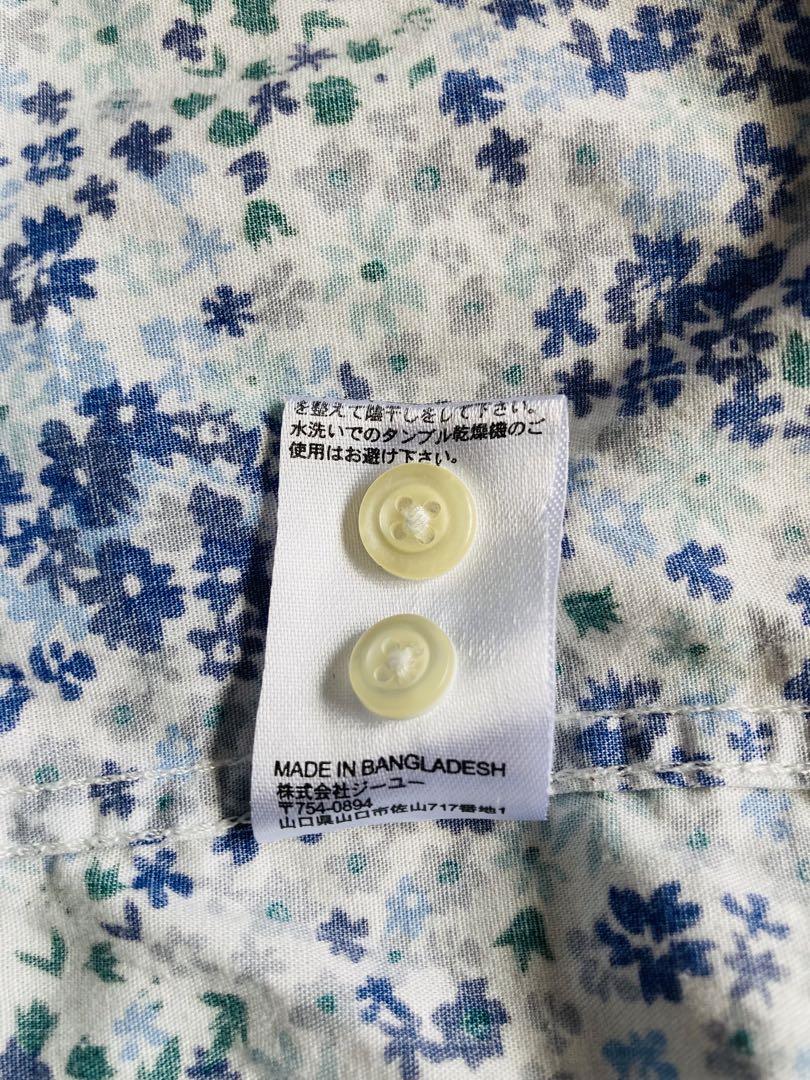 を整えて陰干しをして下さい。
水洗いでのタンブル乾燥機のご
使用はお避け下さい。
MADE IN BANGLADESH
株式会社ジーユー
〒754-0894
山口県山口市佐山717番地1